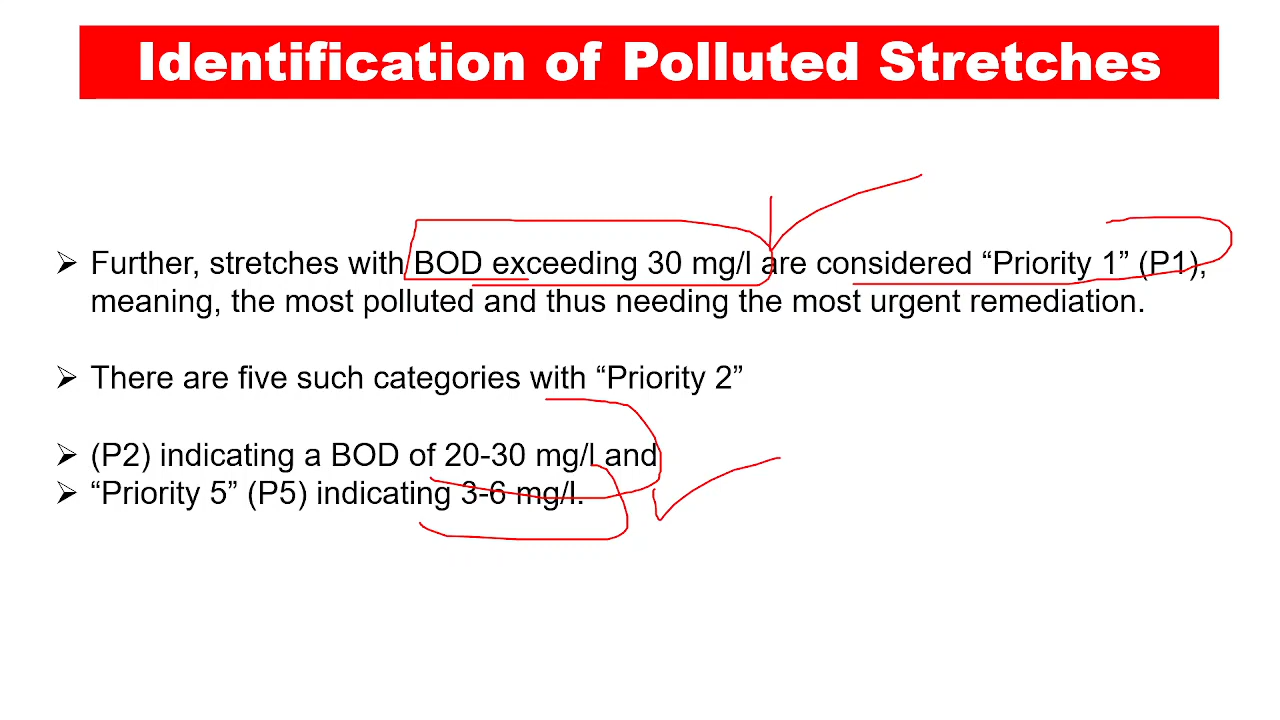 Identification of Polluted Stretches
➢ Further, stretches with BOD exceeding 30 mg/l are considered “Priority 1” (P1),
meaning, the most polluted and thus needing the most urgent remediation.
➢ There are five such categories with “Priority 2”
➢ (P2) indicating a BOD of 20-30 mg/l and
➢ “Priority 5” (P5) indicating 3-6 mg/l.